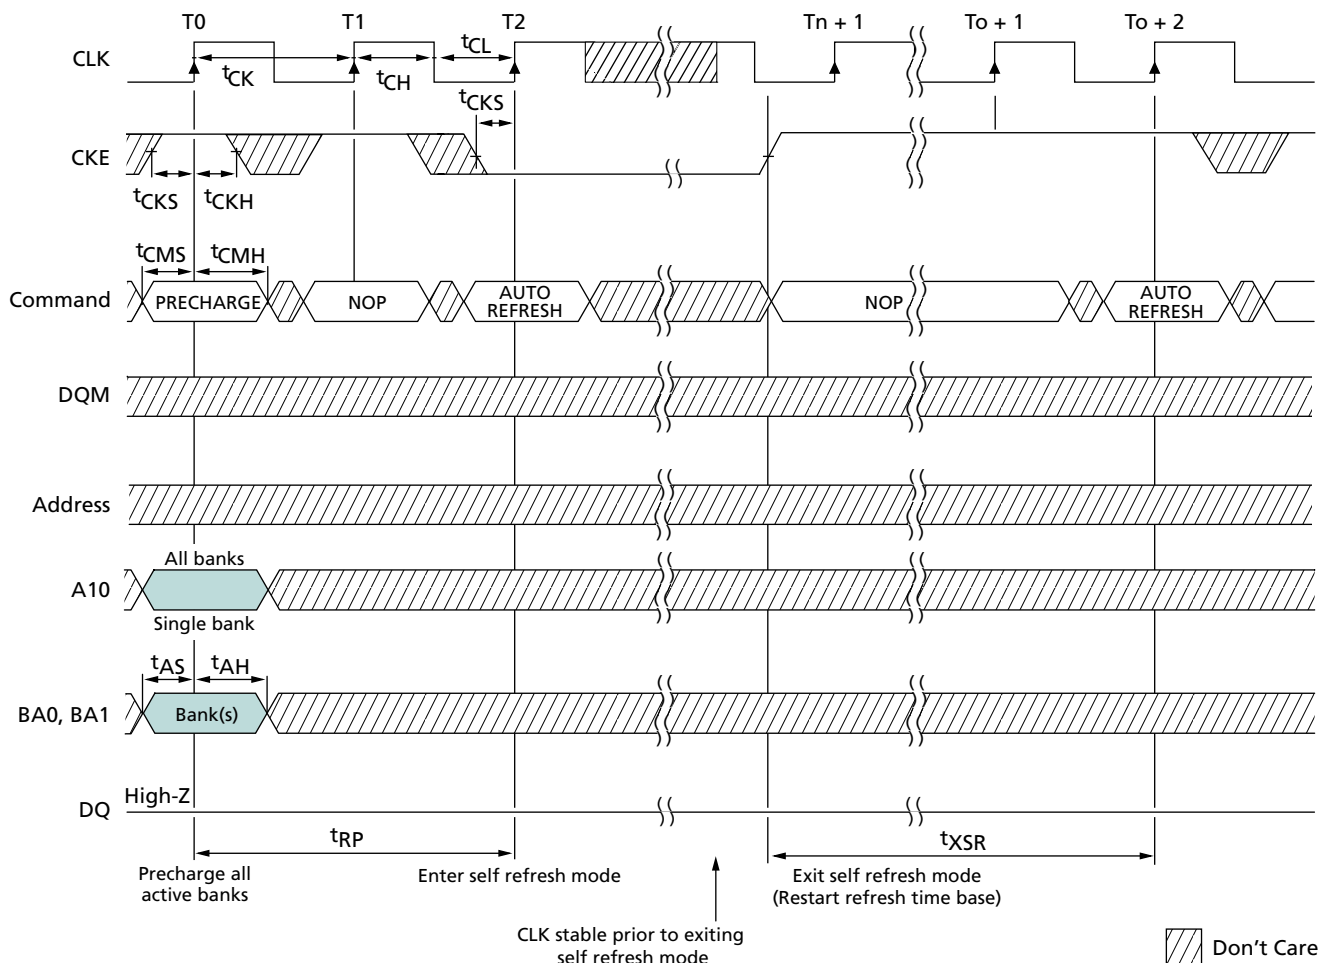 T0 T1 T2 Tn + 1 To + 1 To + 2
CLK
tCK tCH tCL
tCKS
CKE
tCKS tCKH
tCMS tCMH
Command PRECHARGE NOP AUTO REFRESH NOP AUTO REFRESH
DQM
Address
All banks
A10
Single bank
tAS tAH
BA0, BA1 Bank(s)
High-Z
DQ
tRP tXSR
Precharge all
active banks
Enter self refresh mode
Exit self refresh mode
(Restart refresh time base)
CLK stable prior to exiting
self refresh mode
Don't Care